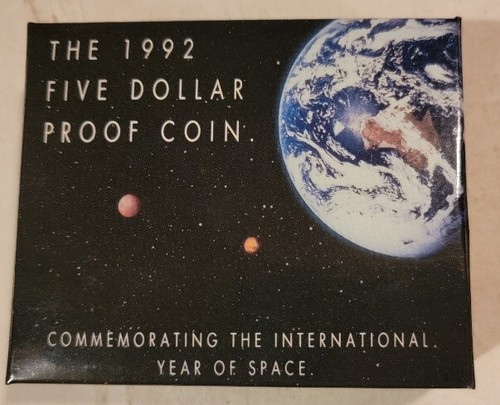 THE 1992
FIVE DOLLAR
PROOF COIN.
COMMEMORATING THE INTERNATIONAL.
YEAR OF SPACE.